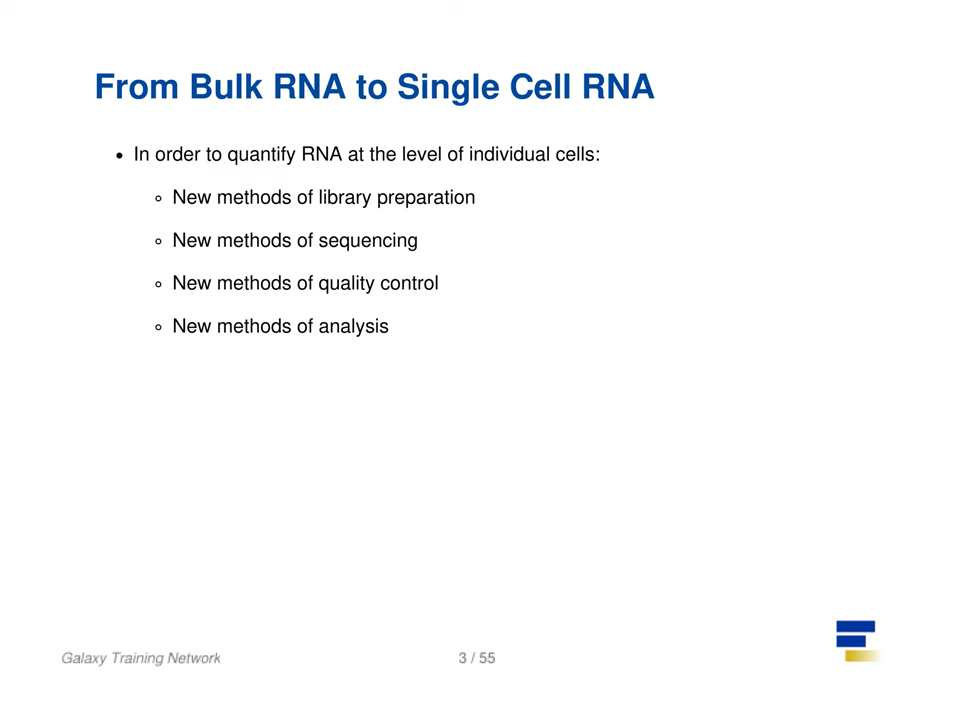 From Bulk RNA to Single Cell RNA
• In order to quantify RNA at the level of individual cells:
◦ New methods of library preparation
◦ New methods of sequencing
◦ New methods of quality control
◦ New methods of analysis
Galaxy Training Network
3 / 55